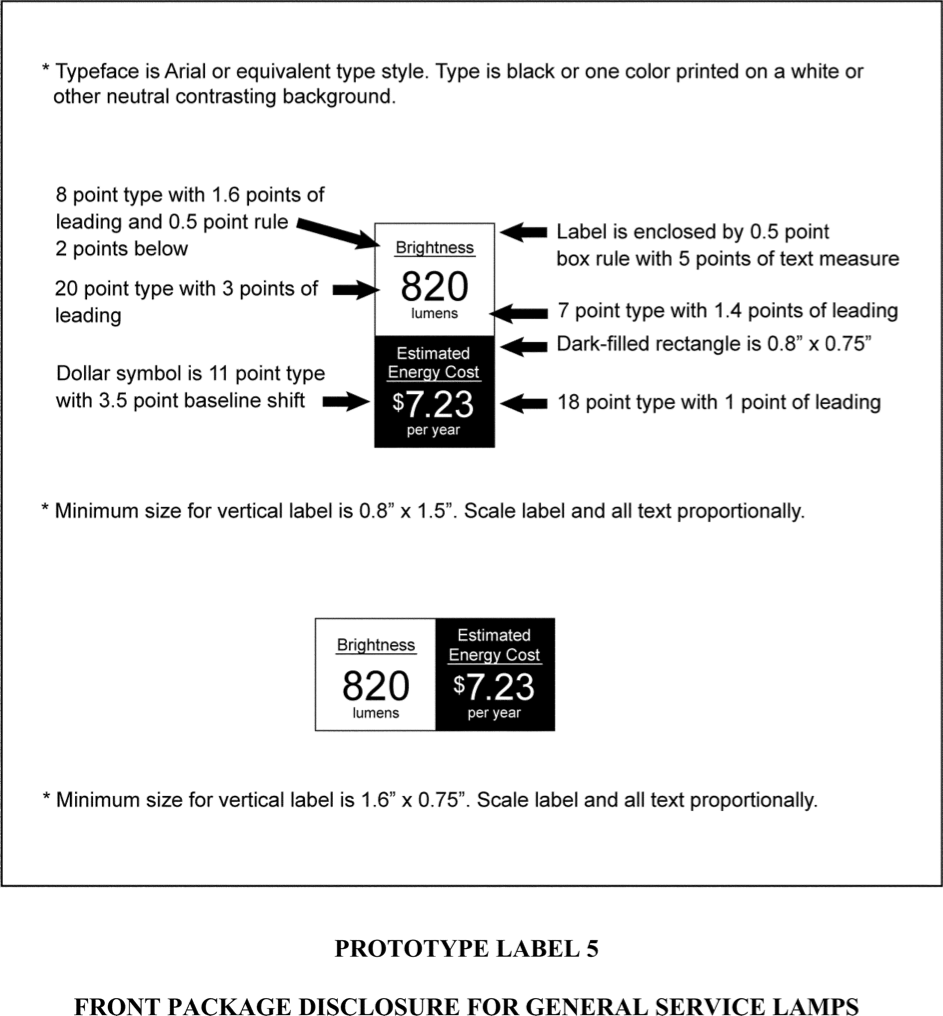 * Typeface is Arial or equivalent type style. Type is black or one color printed on a white or
other neutral contrasting background.
8 point type with 1.6 points of
leading and 0.5 point rule
2 points below
20 point type with 3 points of
leading
Dollar symbol is 11 point type
with 3.5 point baseline shift
Brightness
820
lumens
Estimated
Energy Cost
$7.23
per year
Label is enclosed by 0.5 point
box rule with 5 points of text measure
7 point type with 1.4 points of leading
Dark-filled rectangle is 0.8” x 0.75”
18 point type with 1 point of leading
* Minimum size for vertical label is 0.8” x 1.5”. Scale label and all text proportionally.
Brightness
820
lumens
Estimated
Energy Cost
$7.23
per year
* Minimum size for vertical label is 1.6” x 0.75”. Scale label and all text proportionally.
PROTOTYPE LABEL 5
FRONT PACKAGE DISCLOSURE FOR GENERAL SERVICE LAMPS